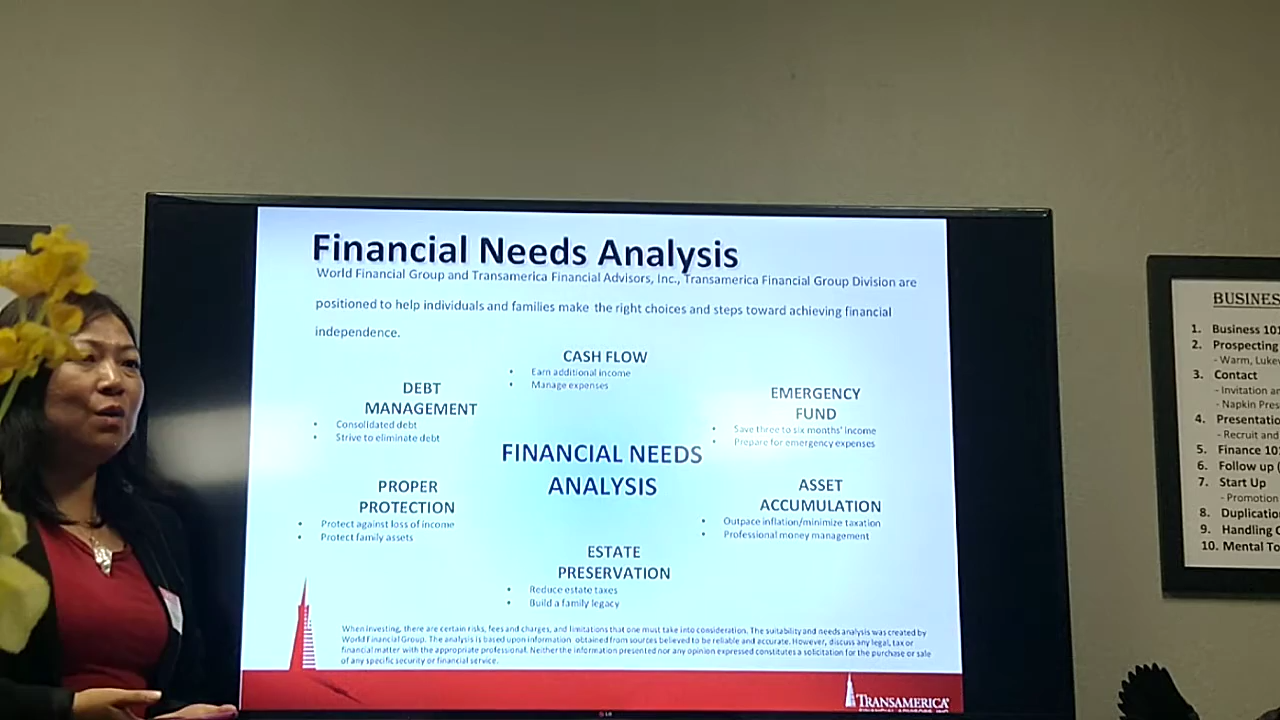 Financial Needs Analysis
World Financial Group and Transamerica Financial Advisors, Inc., Transamerica Financial Group Division are
positioned to help individuals and families make the right choices and steps toward achieving financial
independence.
CASH FLOW
• Earn additional income
• Manage expenses
DEBT
MANAGEMENT
• Consolidated debt
• Strive to eliminate debt
EMERGENCY
FUND
• Save three to six months' income
• Prepare for emergency expenses
FINANCIAL NEEDS
ANALYSIS
PROPER
PROTECTION
• Protect against loss of income
• Protect family assets
ASSET
ACCUMULATION
• Outpace inflation/minimize taxation
• Professional money management
ESTATE
PRESERVATION
• Reduce estate taxes
• Build a family legacy
When investing, there are certain risks, fees and charges, and limitations that one must take into consideration. The suitability and needs analysis was created by
World Financial Group. The analysis is based upon information obtained from sources believed to be reliable and accurate. However, discuss any legal, tax or
financial matter with the appropriate professional. Neither the information presented nor any opinion expressed constitutes a solicitation for the purchase or sale
of any specific security or financial service.
TRANSAMERICA
FINANCIAL ADVISORS, INC.
LG
BUSINES
1. Business 101
2. Prospecting
- Warm, Luke
3. Contact
- Invitation an
- Napkin Pres
4. Presentatio
- Recruit and
5. Finance 10
6. Follow up (
7. Start Up
- Promotion
8. Duplicatio
9. Handling
10. Mental To